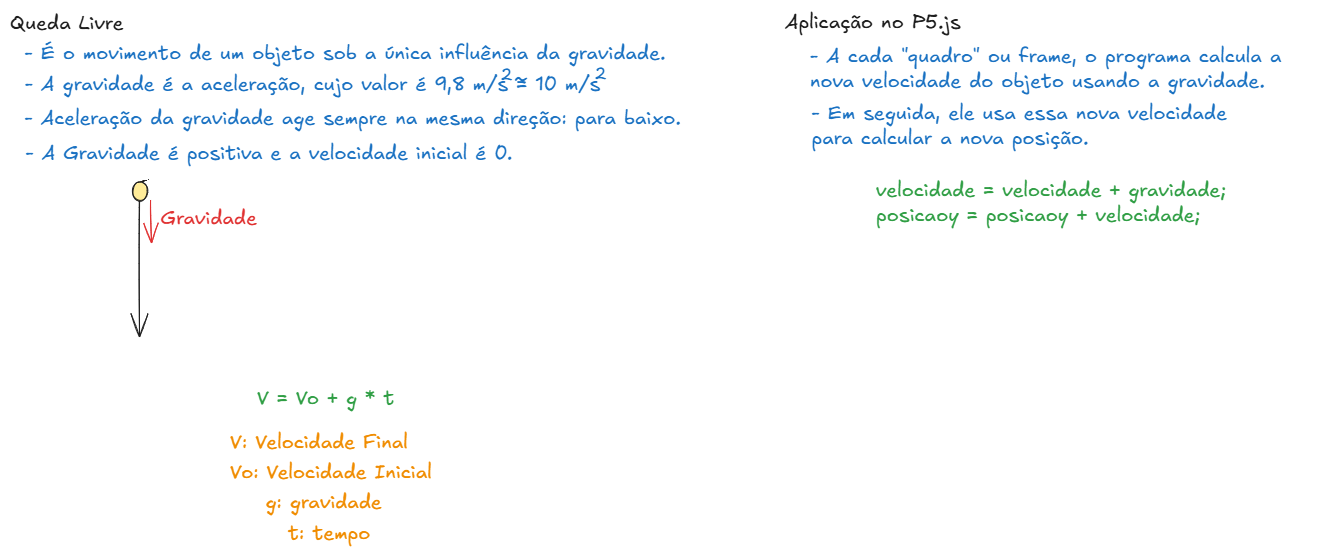 Queda Livre
- É o movimento de um objeto sob a única influência da gravidade.
- A gravidade é a aceleração, cujo valor é 9,8 m/s² ≅ 10 m/s²
- Aceleração da gravidade age sempre na mesma direção: para baixo.
- A Gravidade é positiva e a velocidade inicial é 0.
Gravidade
V = Vo + g * t
V: Velocidade Final
Vo: Velocidade Inicial
g: gravidade
t: tempo
Aplicação no P5.js
- A cada "quadro" ou frame, o programa calcula a
nova velocidade do objeto usando a gravidade.
- Em seguida, ele usa essa nova velocidade
para calcular a nova posição.
velocidade = velocidade + gravidade;
posicaoy = posicaoy + velocidade;